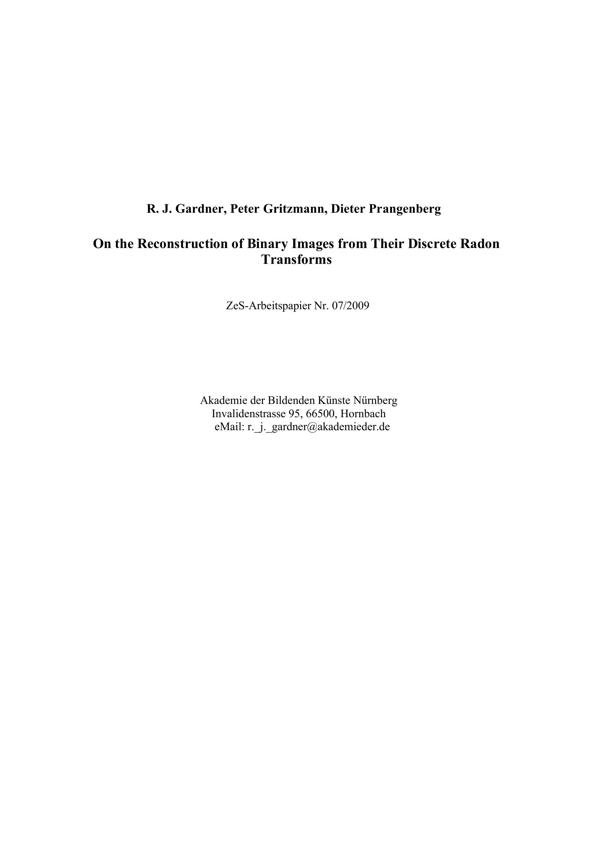 R. J. Gardner, Peter Gritzmann, Dieter Prangenberg
On the Reconstruction of Binary Images from Their Discrete Radon
Transforms
ZeS-Arbeitspapier Nr. 07/2009
Akademie der Bildenden Künste Nürnberg
Invalidenstrasse 95, 66500, Hornbach
eMail: r._j._gardner@akademieder.de